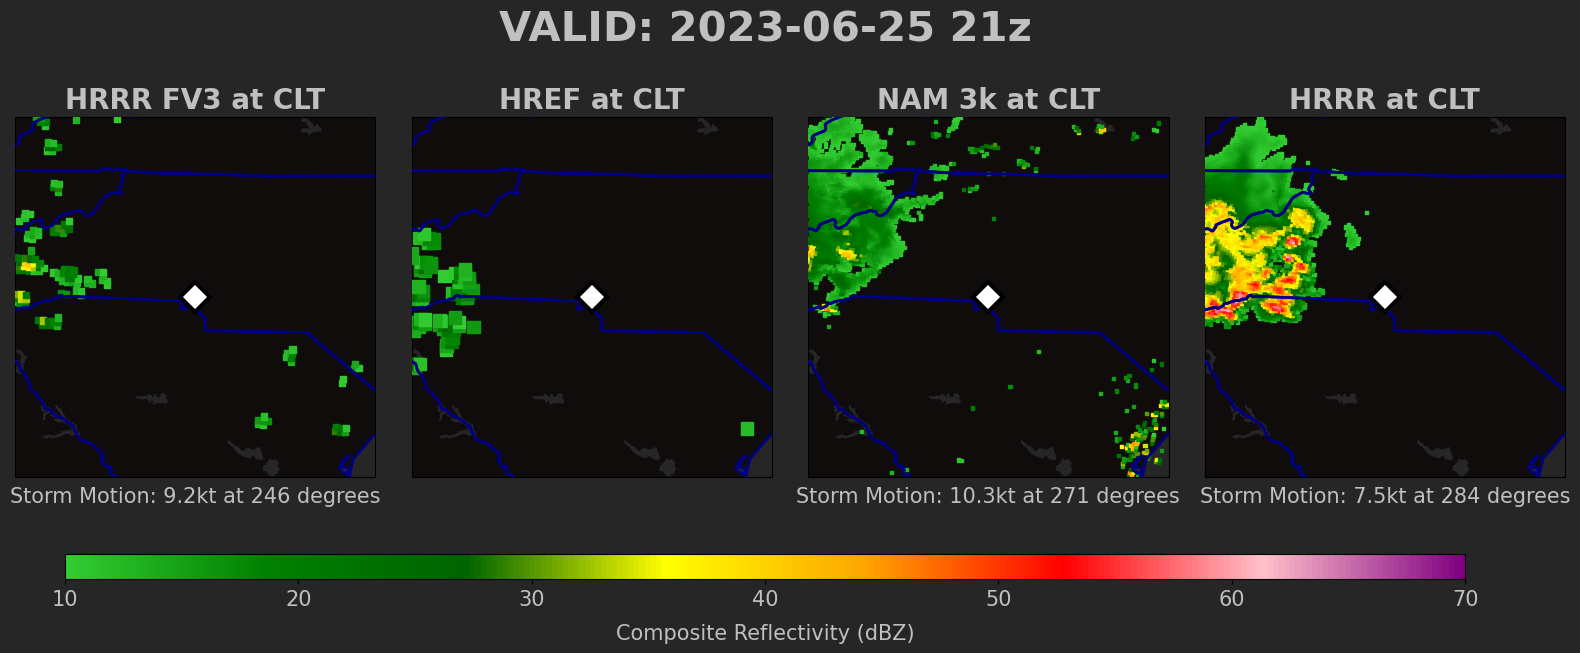 VALID: 2023-06-25 21z
HRRR FV3 at CLT
HREF at CLT
NAM 3k at CLT
HRRR at CLT
Storm Motion: 9.2kt at 246 degrees
Storm Motion: 10.3kt at 271 degrees
Storm Motion: 7.5kt at 284 degrees
10 20 30 40 50 60 70
Composite Reflectivity (dBZ)